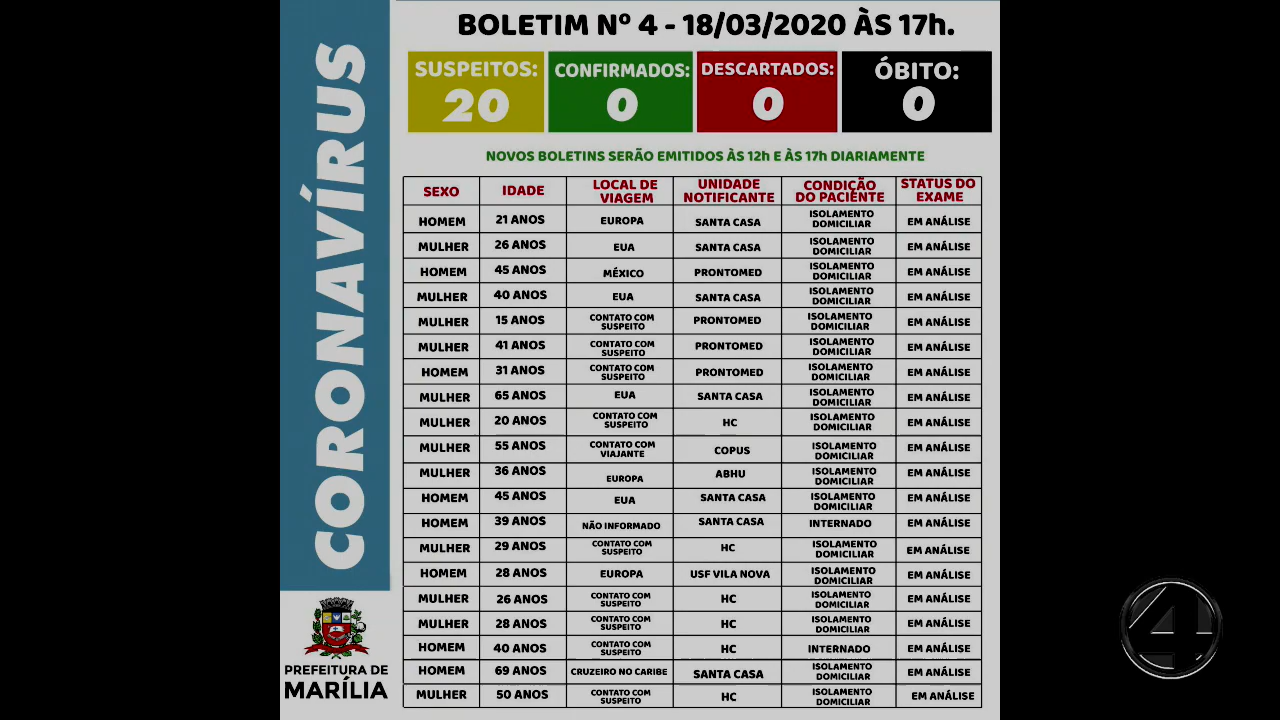 CORONAVÍRUS
BOLETIM Nº 4 - 18/03/2020 ÀS 17h.
SUSPEITOS: 20
CONFIRMADOS: 0
DESCARTADOS: 0
ÓBITO: 0
NOVOS BOLETINS SERÃO EMITIDOS ÀS 12h E ÀS 17h DIARIAMENTE
SEXO IDADE LOCAL DE VIAGEM UNIDADE NOTIFICANTE CONDIÇÃO DO PACIENTE STATUS DO EXAME
HOMEM 21 ANOS EUROPA SANTA CASA ISOLAMENTO DOMICILIAR EM ANÁLISE
MULHER 26 ANOS EUA SANTA CASA ISOLAMENTO DOMICILIAR EM ANÁLISE
HOMEM 45 ANOS MÉXICO PRONTOMED ISOLAMENTO DOMICILIAR EM ANÁLISE
MULHER 40 ANOS EUA SANTA CASA ISOLAMENTO DOMICILIAR EM ANÁLISE
MULHER 15 ANOS CONTATO COM SUSPEITO PRONTOMED ISOLAMENTO DOMICILIAR EM ANÁLISE
MULHER 41 ANOS CONTATO COM SUSPEITO PRONTOMED ISOLAMENTO DOMICILIAR EM ANÁLISE
HOMEM 31 ANOS CONTATO COM SUSPEITO PRONTOMED ISOLAMENTO DOMICILIAR EM ANÁLISE
MULHER 65 ANOS EUA SANTA CASA ISOLAMENTO DOMICILIAR EM ANÁLISE
MULHER 20 ANOS CONTATO COM SUSPEITO HC ISOLAMENTO DOMICILIAR EM ANÁLISE
MULHER 55 ANOS CONTATO COM VIAJANTE COPUS ISOLAMENTO DOMICILIAR EM ANÁLISE
MULHER 36 ANOS EUROPA ABHU ISOLAMENTO DOMICILIAR EM ANÁLISE
HOMEM 45 ANOS EUA SANTA CASA ISOLAMENTO DOMICILIAR EM ANÁLISE
HOMEM 39 ANOS NÃO INFORMADO SANTA CASA INTERNADO EM ANÁLISE
MULHER 29 ANOS CONTATO COM SUSPEITO HC ISOLAMENTO DOMICILIAR EM ANÁLISE
HOMEM 28 ANOS EUROPA USF VILA NOVA ISOLAMENTO DOMICILIAR EM ANÁLISE
MULHER 26 ANOS CONTATO COM SUSPEITO HC ISOLAMENTO DOMICILIAR EM ANÁLISE
MULHER 28 ANOS CONTATO COM SUSPEITO HC ISOLAMENTO DOMICILIAR EM ANÁLISE
HOMEM 40 ANOS CONTATO COM SUSPEITO HC INTERNADO EM ANÁLISE
HOMEM 69 ANOS CRUZEIRO NO CARIBE SANTA CASA ISOLAMENTO DOMICILIAR EM ANÁLISE
MULHER 50 ANOS CONTATO COM SUSPEITO HC ISOLAMENTO DOMICILIAR EM ANÁLISE
PREFEITURA DE
MARÍLIA
4